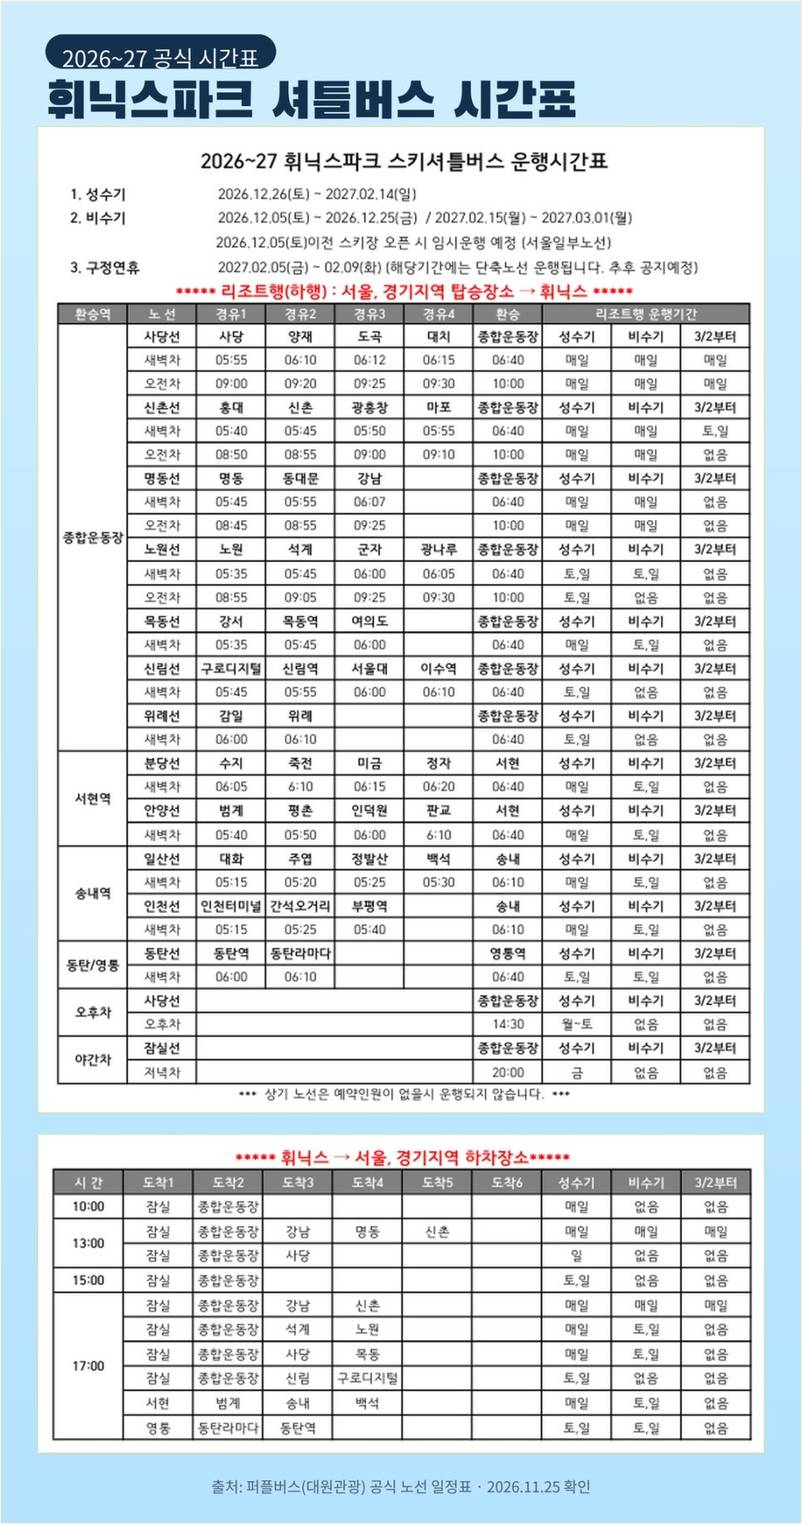 2026~27 공식 시간표
휘닉스파크 셔틀버스 시간표
2026~27 휘닉스파크 스키셔틀버스 운행시간표
1. 성수기 2026.12.26(토) ~ 2027.02.14(일)
2. 비수기 2026.12.05(토) ~ 2026.12.25(금) / 2027.02.15(월) ~ 2027.03.01(월)
2026.12.05(토)이전 스키장 오픈 시 임시운행 예정 (서울일부노선)
3. 구정연휴 2027.02.05(금) ~ 02.09(화) (해당기간에는 단축노선 운행됩니다. 추후 공지예정)
***** 리조트행(하행) : 서울, 경기지역 탑승장소 → 휘닉스 *****
환승역 노 선 경유1 경유2 경유3 경유4 환승 리조트행 운행기간
사당선 사당 양재 도곡 대치 종합운동장 성수기 비수기 3/2부터
새벽차 05:55 06:10 06:12 06:15 06:40 매일 매일 매일
오전차 09:00 09:20 09:25 09:30 10:00 매일 매일 매일
신촌선 홍대 신촌 광흥창 마포 종합운동장 성수기 비수기 3/2부터
새벽차 05:40 05:45 05:50 05:55 06:40 매일 매일 토,일
오전차 08:50 08:55 09:00 09:10 10:00 매일 매일 없음
명동선 명동 동대문 강남 종합운동장 성수기 비수기 3/2부터
새벽차 05:45 05:55 06:07 06:40 매일 매일 없음
오전차 08:45 08:55 09:25 10:00 매일 매일 없음
종합운동장 노원선 노원 석계 군자 광나루 종합운동장 성수기 비수기 3/2부터
새벽차 05:35 05:45 06:00 06:05 06:40 토,일 토,일 없음
오전차 08:55 09:05 09:25 09:30 10:00 토,일 없음 없음
목동선 강서 목동역 여의도 종합운동장 성수기 비수기 3/2부터
새벽차 05:35 05:45 06:00 06:40 매일 토,일 없음
신림선 구로디지털 신림역 서울대 이수역 종합운동장 성수기 비수기 3/2부터
새벽차 05:45 05:55 06:00 06:10 06:40 토,일 없음 없음
위례선 감일 위례 종합운동장 성수기 비수기 3/2부터
새벽차 06:00 06:10 06:40 토,일 없음 없음
서현역 분당선 수지 죽전 미금 정자 서현 성수기 비수기 3/2부터
새벽차 06:05 6:10 06:15 06:20 06:40 매일 토,일 없음
안양선 범계 평촌 인덕원 판교 서현 성수기 비수기 3/2부터
새벽차 05:40 05:50 06:00 6:10 06:40 매일 토,일 없음
송내역 일산선 대화 주엽 정발산 백석 송내 성수기 비수기 3/2부터
새벽차 05:15 05:20 05:25 05:30 06:10 매일 토,일 없음
인천선 인천터미널 간석오거리 부평역 송내 성수기 비수기 3/2부터
새벽차 05:15 05:25 05:40 06:10 매일 토,일 없음
동탄/영통 동탄선 동탄역 동탄라마다 영통역 성수기 비수기 3/2부터
새벽차 06:00 06:10 06:40 토,일 토,일 없음
오후차 사당선 종합운동장 성수기 비수기 3/2부터
오후차 14:30 월~토 없음 없음
야간차 잠실선 종합운동장 성수기 비수기 3/2부터
저녁차 20:00 금 없음 없음
*** 상기 노선은 예약인원이 없을시 운행되지 않습니다. ***
***** 휘닉스 → 서울, 경기지역 하차장소*****
시 간 도착1 도착2 도착3 도착4 도착5 도착6 성수기 비수기 3/2부터
10:00 잠실 종합운동장 매일 없음 없음
13:00 잠실 종합운동장 강남 명동 신촌 매일 매일 매일
잠실 종합운동장 사당 일 없음 없음
15:00 잠실 종합운동장 토,일 없음 없음
17:00 잠실 종합운동장 강남 신촌 매일 매일 매일
잠실 종합운동장 석계 노원 매일 토,일 없음
잠실 종합운동장 사당 목동 매일 토,일 없음
잠실 종합운동장 신림 구로디지털 토,일 없음 없음
서현 범계 송내 백석 매일 토,일 없음
영통 동탄라마다 동탄역 토,일 토,일 없음
출처: 퍼플버스(대원관광) 공식 노선 일정표 · 2026.11.25 확인